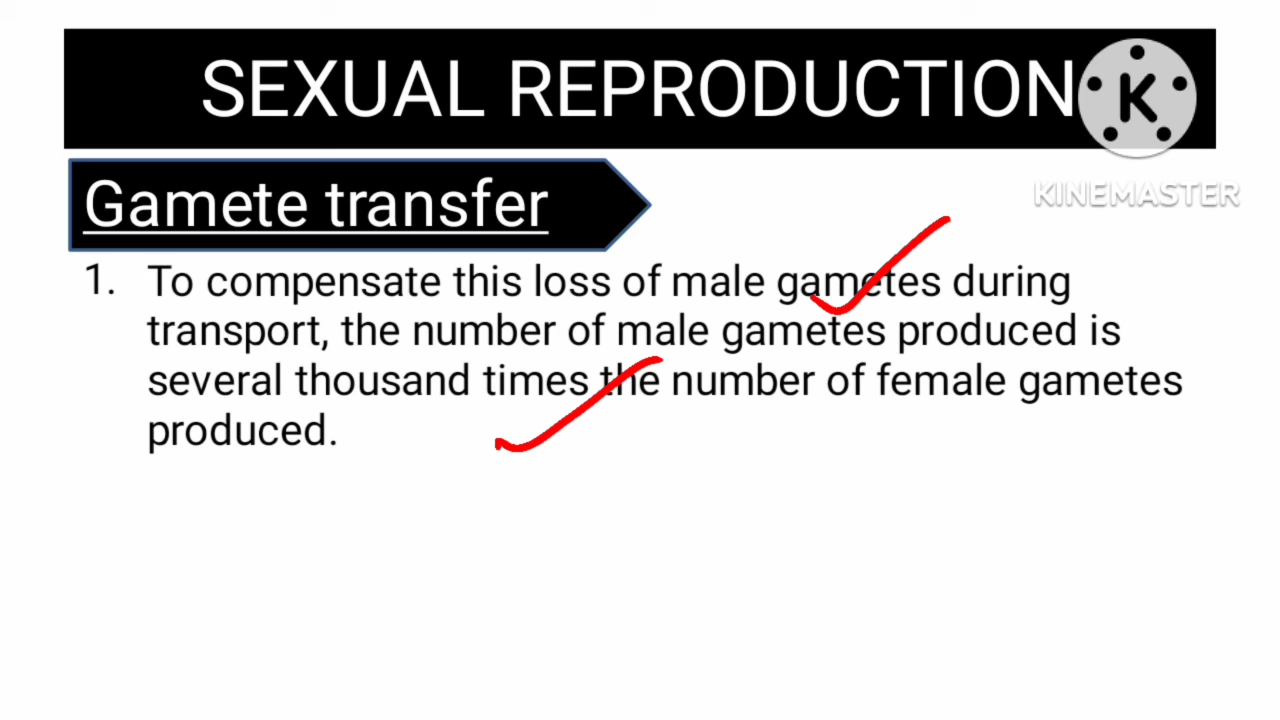 SEXUAL REPRODUCTION
K
KINEMASTER
Gamete transfer
1. To compensate this loss of male gametes during
transport, the number of male gametes produced is
several thousand times the number of female gametes
produced.